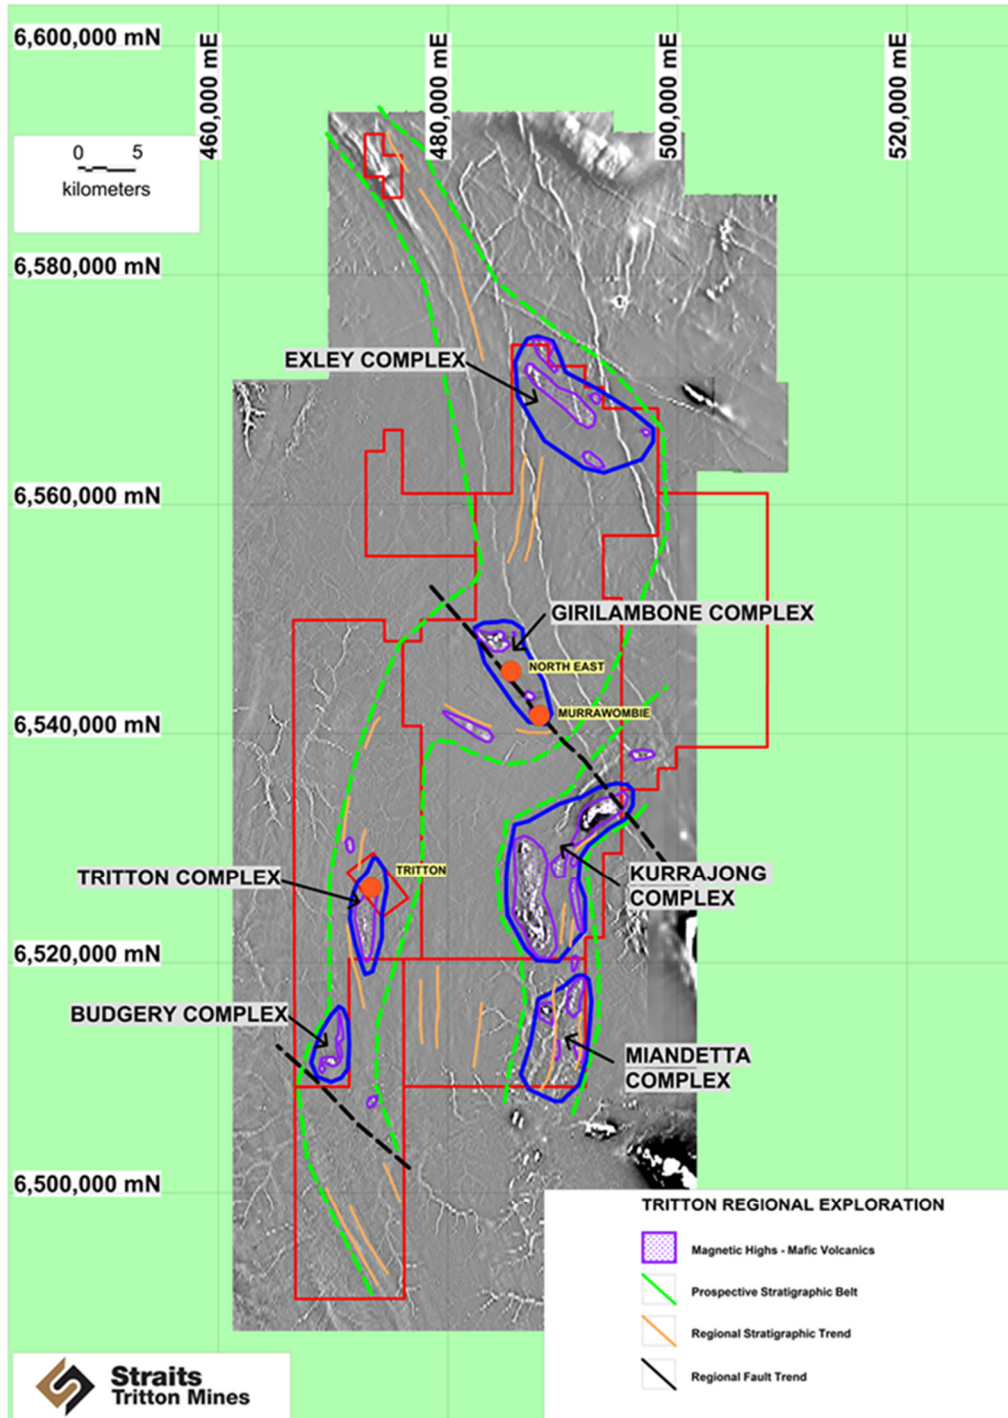 6,600,000 mN
460,000 mE
480,000 mE
500,000 mE
520,000 mE
0 5
kilometers
6,580,000 mN
EXLEY COMPLEX
6,560,000 mN
GIRILAMBONE COMPLEX
NORTH EAST
MURRAWOMBIE
6,540,000 mN
TRITTON
TRITTON COMPLEX
KURRAJONG
COMPLEX
6,520,000 mN
BUDGERY COMPLEX
MIANDETTA
COMPLEX
6,500,000 mN
TRITTON REGIONAL EXPLORATION
Magnetic Highs - Mafic Volcanics
Prospective Stratigraphic Belt
Regional Stratigraphic Trend
Regional Fault Trend
Straits
Tritton Mines